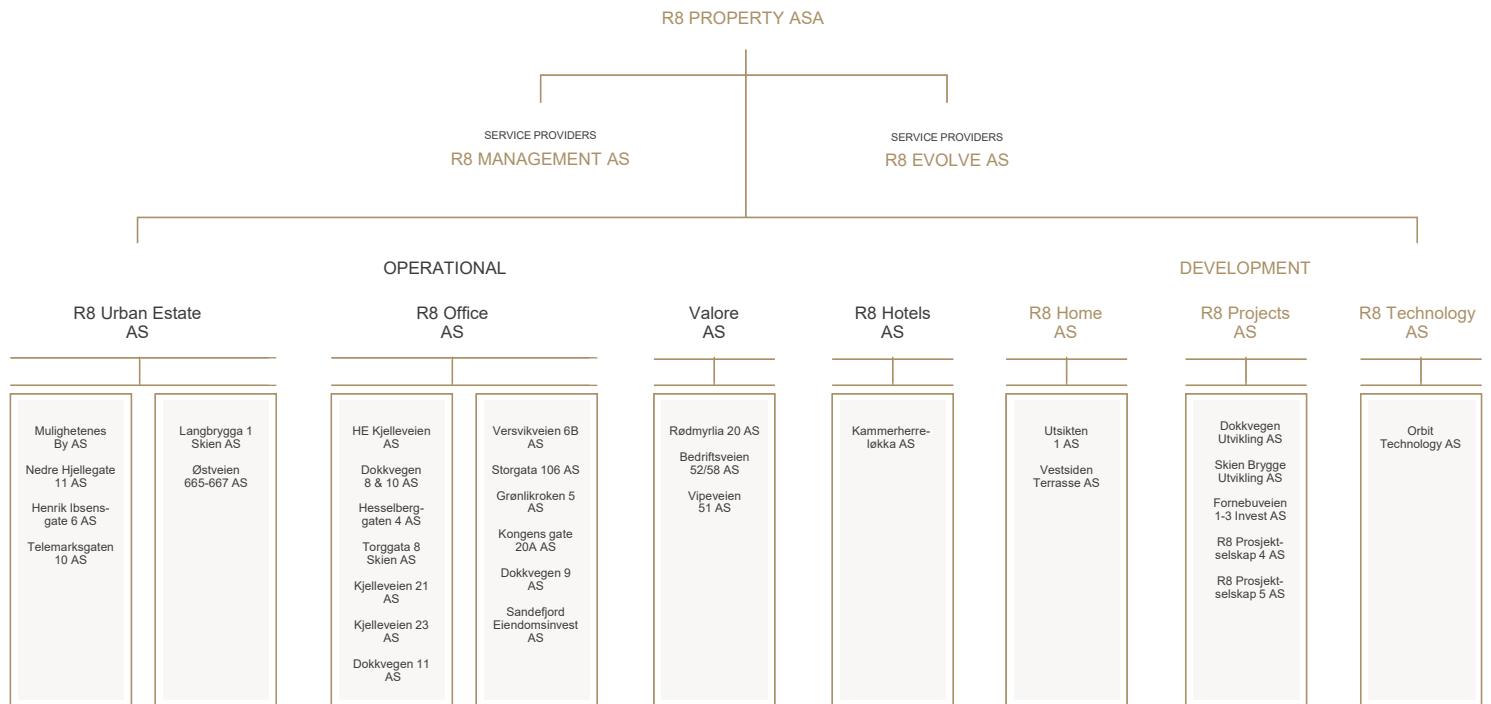 R8 PROPERTY ASA
SERVICE PROVIDERS
R8 MANAGEMENT AS
SERVICE PROVIDERS
R8 EVOLVE AS
OPERATIONAL
DEVELOPMENT
R8 Urban Estate
AS
R8 Office
AS
Valore
AS
R8 Hotels
AS
R8 Home
AS
R8 Projects
AS
R8 Technology
AS
Mulighetenes
By AS
Nedre Hjellegate
11 AS
Henrik Ibsens-
gate 6 AS
Telemarksgaten
10 AS
Langbrygga 1
Skien AS
Østveien
665-667 AS
HE Kjelleveien
AS
Dokkvegen
8 & 10 AS
Hesselberg-
gaten 4 AS
Torggata 8
Skien AS
Kjelleveien 21
AS
Kjelleveien 23
AS
Dokkvegen 11
AS
Versvikveien 6B
AS
Storgata 106 AS
Grønlikroken 5
AS
Kongens gate
20A AS
Dokkvegen 9
AS
Sandefjord
Eiendomsinvest
AS
Rødmyrlia 20 AS
Bedriftsveien
52/58 AS
Vipeveien
51 AS
Kammerherre-
løkka AS
Utsikten
1 AS
Vestsiden
Terrasse AS
Dokkvegen
Utvikling AS
Skien Brygge
Utvikling AS
Fornebuveien
1-3 Invest AS
R8 Prosjekt-
selskap 4 AS
R8 Prosjekt-
selskap 5 AS
Orbit
Technology AS